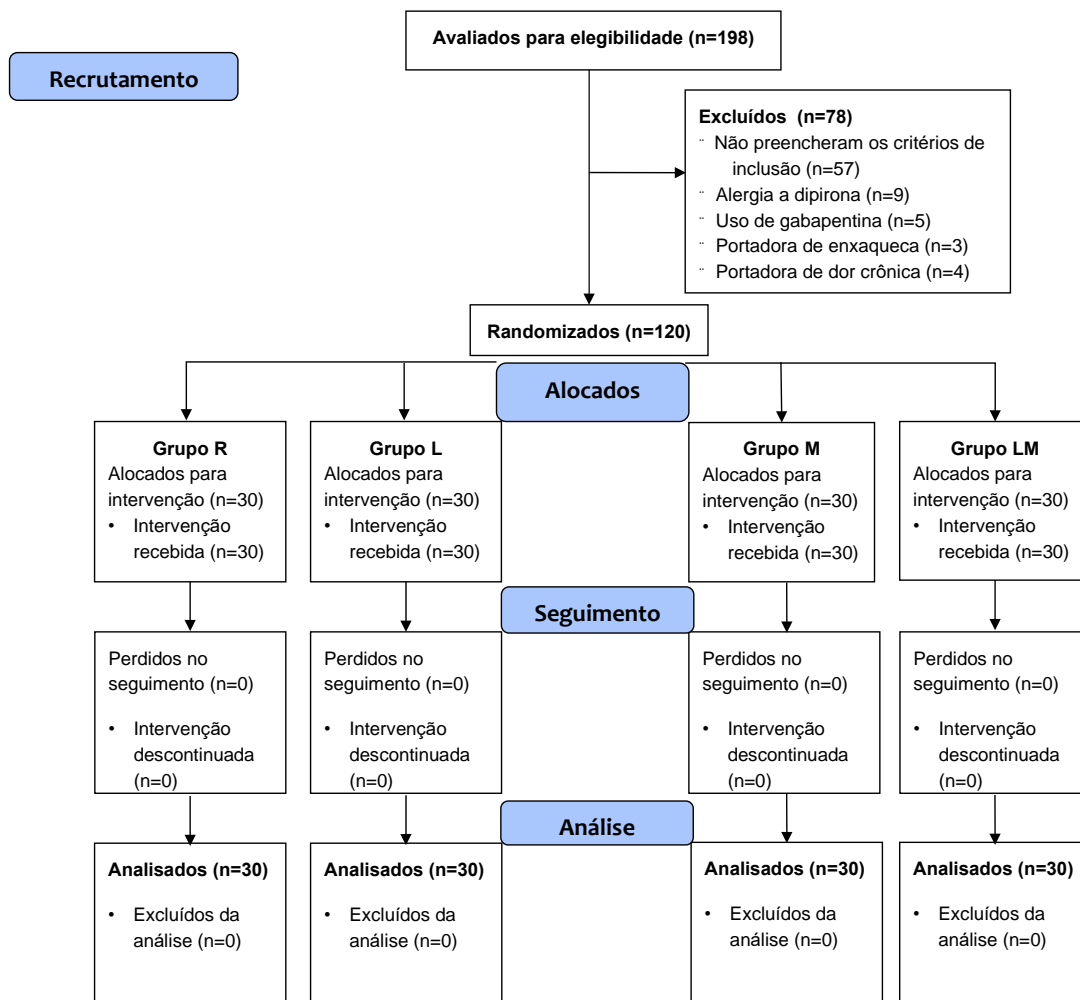 Avaliados para elegibilidade (n=198)
Recrutamento
Excluídos (n=78)
¨ Não preencheram os critérios de
inclusão (n=57)
¨ Alergia a dipirona (n=9)
¨ Uso de gabapentina (n=5)
¨ Portadora de enxaqueca (n=3)
¨ Portadora de dor crônica (n=4)
Randomizados (n=120)
Alocados
Grupo R
Alocados para
intervenção (n=30)
• Intervenção
recebida (n=30)
Grupo L
Alocados para
intervenção (n=30)
• Intervenção
recebida (n=30)
Grupo M
Alocados para
intervenção (n=30)
• Intervenção
recebida (n=30)
Grupo LM
Alocados para
intervenção (n=30)
• Intervenção
recebida (n=30)
Seguimento
Perdidos no
seguimento (n=0)
• Intervenção
descontinuada
(n=0)
Perdidos no
seguimento (n=0)
• Intervenção
descontinuada
(n=0)
Perdidos no
seguimento (n=0)
• Intervenção
descontinuada
(n=0)
Perdidos no
seguimento (n=0)
• Intervenção
descontinuada
(n=0)
Análise
Analisados (n=30)
• Excluídos da
análise (n=0)
Analisados (n=30)
• Excluídos da
análise (n=0)
Analisados (n=30)
• Excluídos da
análise (n=0)
Analisados (n=30)
• Excluídos da
análise (n=0)